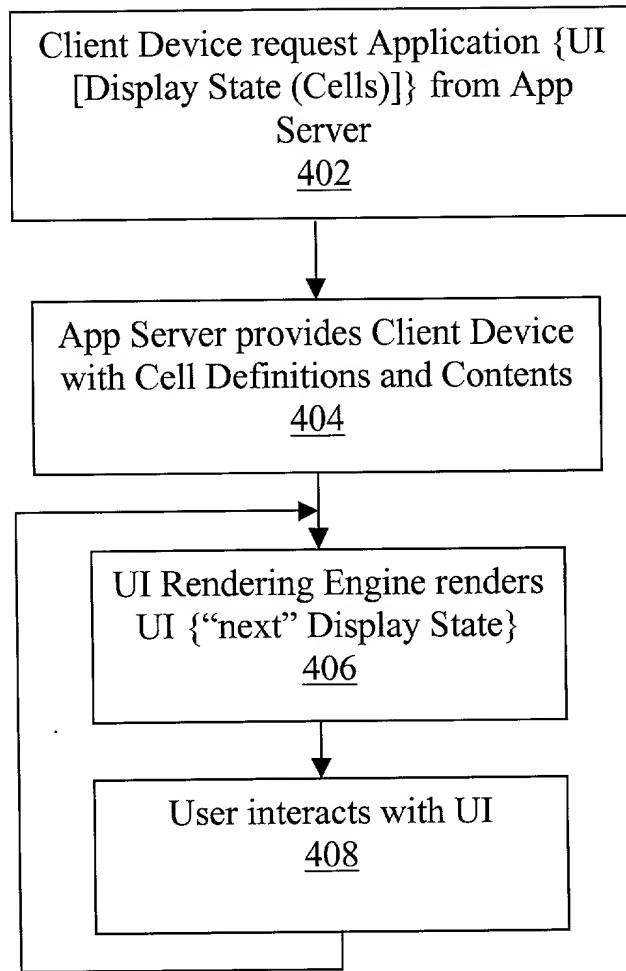 Client Device request Application {UI
[Display State (Cells)]} from App
Server
402
App Server provides Client Device
with Cell Definitions and Contents
404
UI Rendering Engine renders
UI {“next” Display State}
406
User interacts with UI
408